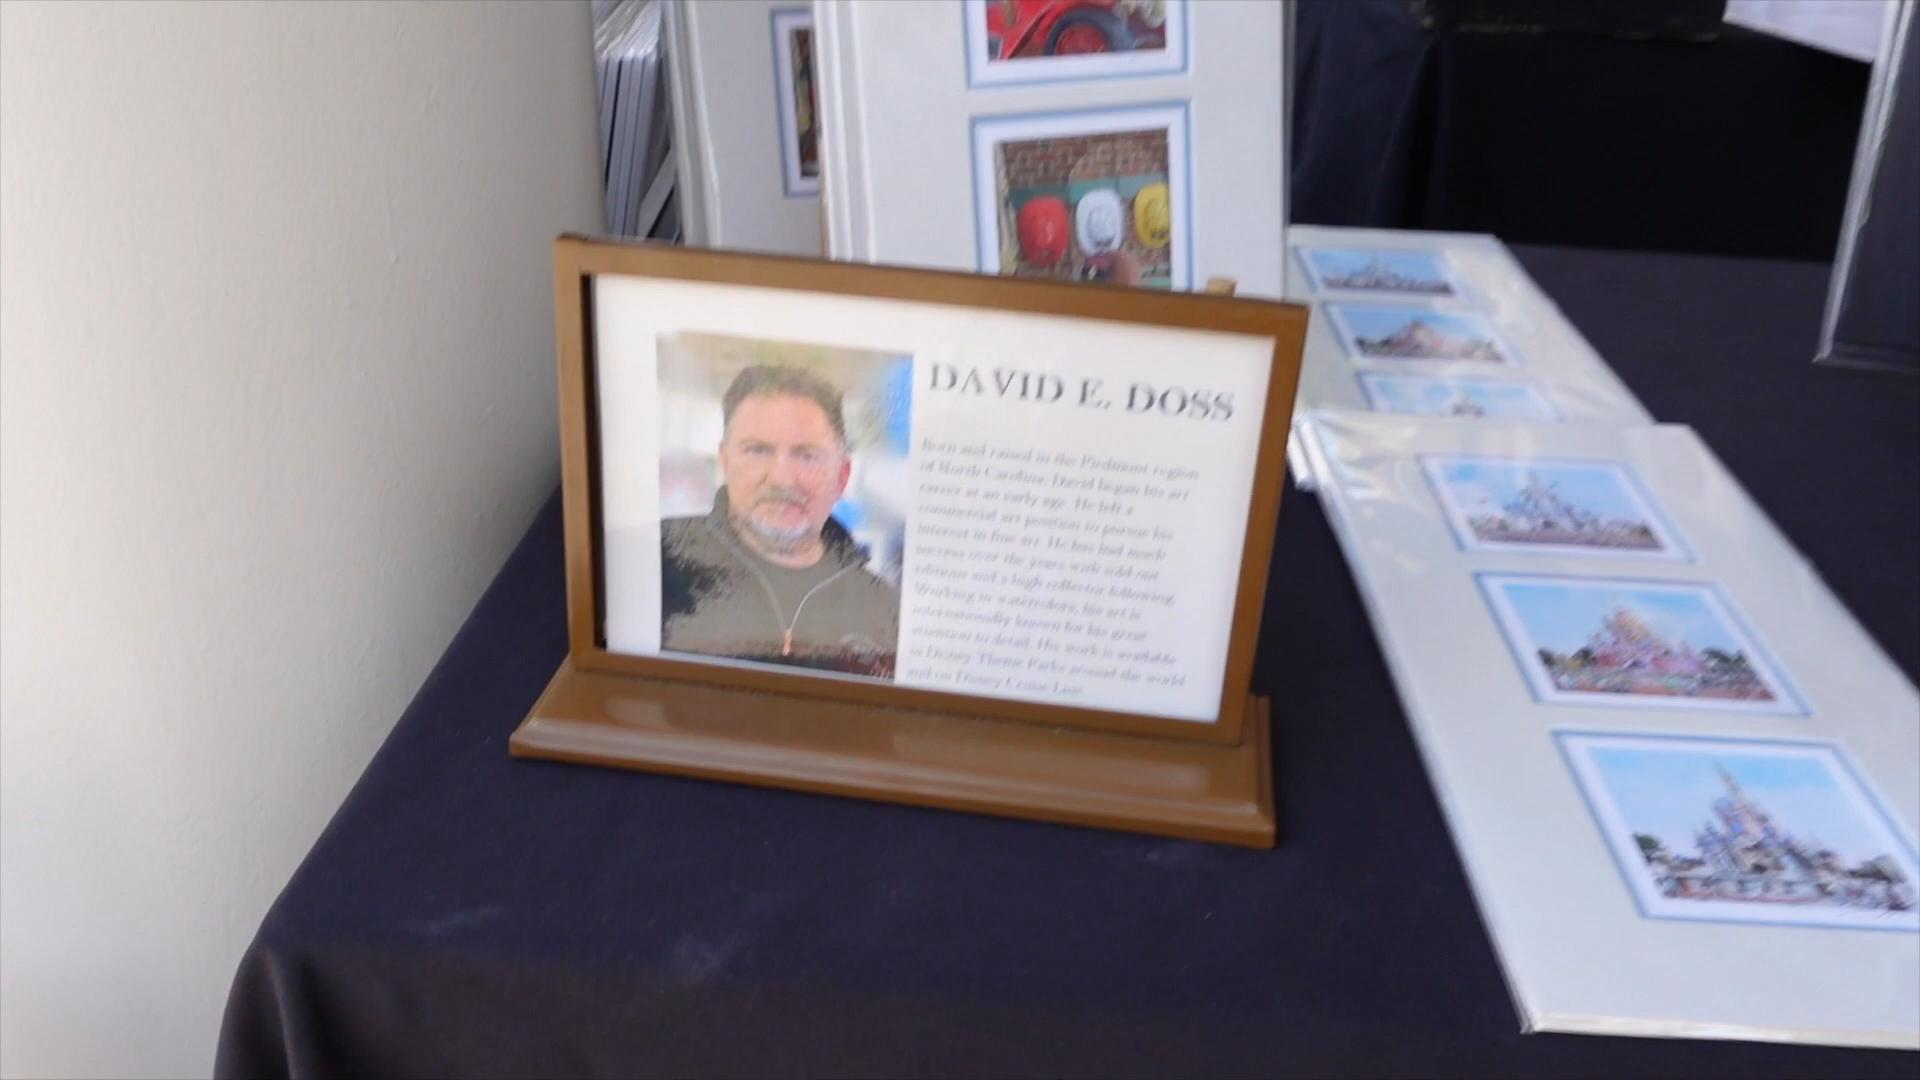 DAVID E. DOSS
Born and raised in the Piedmont region
of North Carolina, David began his art
career at an early age. He left a
commercial art position to pursue his
interest in fine art. He has had much
success over the years with sold out
editions and a high collector following.
Working in watercolors, his art is
internationally known for his great
attention to detail. His work is available
in Disney Theme Parks around the world
and on Disney Cruise Line.